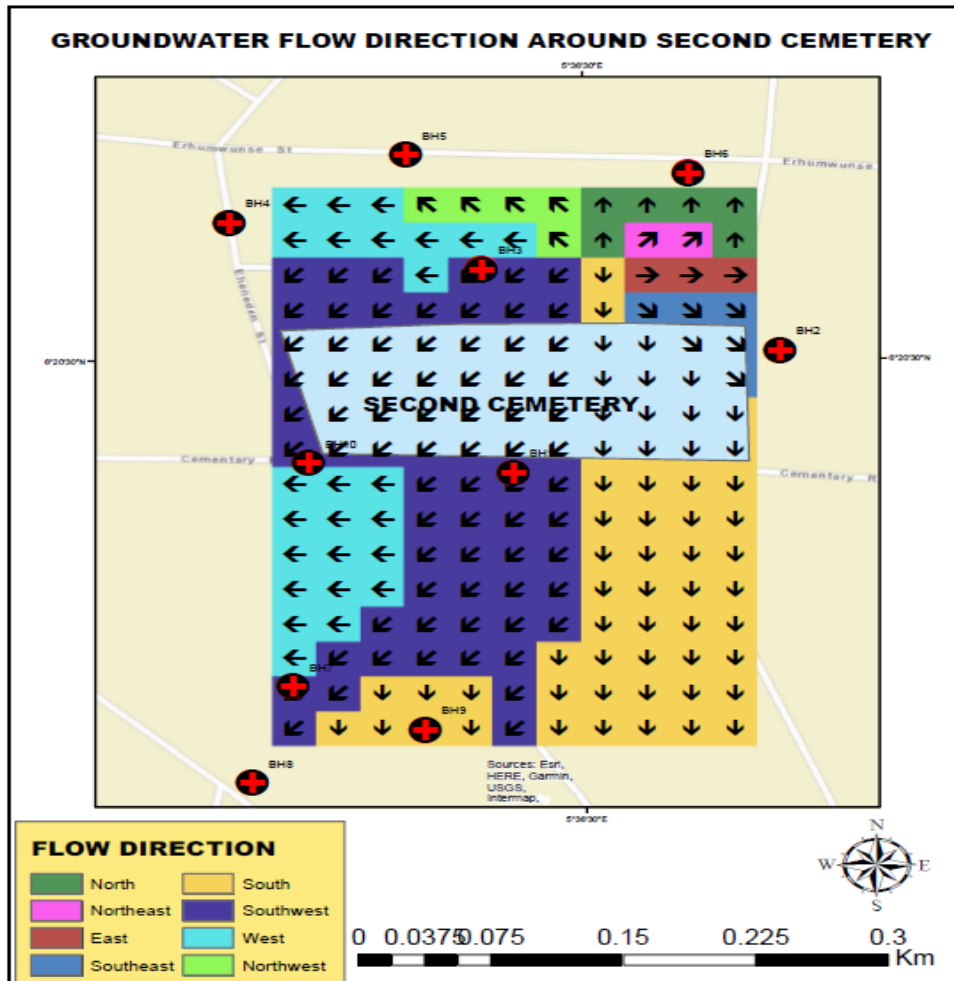 GROUNDWATER FLOW DIRECTION AROUND SECOND CEMETERY
5°36'30"E
Erhumwunse St
BH5
BH6
Erhumwunse
BH4
BH3
Ehenedin St
BH2
6°20'30"N
6°20'30"N
SECOND CEMETERY
Cementary
BH10
BH1
Cementary R
BH7
BH9
BH8
Sources: Esri,
HERE, Garmin,
USGS,
Intermap,
5°36'30"E
FLOW DIRECTION
North
South
Northeast
Southwest
East
West
Southeast
Northwest
N
W
E
S
0 0.0375 0.075 0.15 0.225 0.3
Km